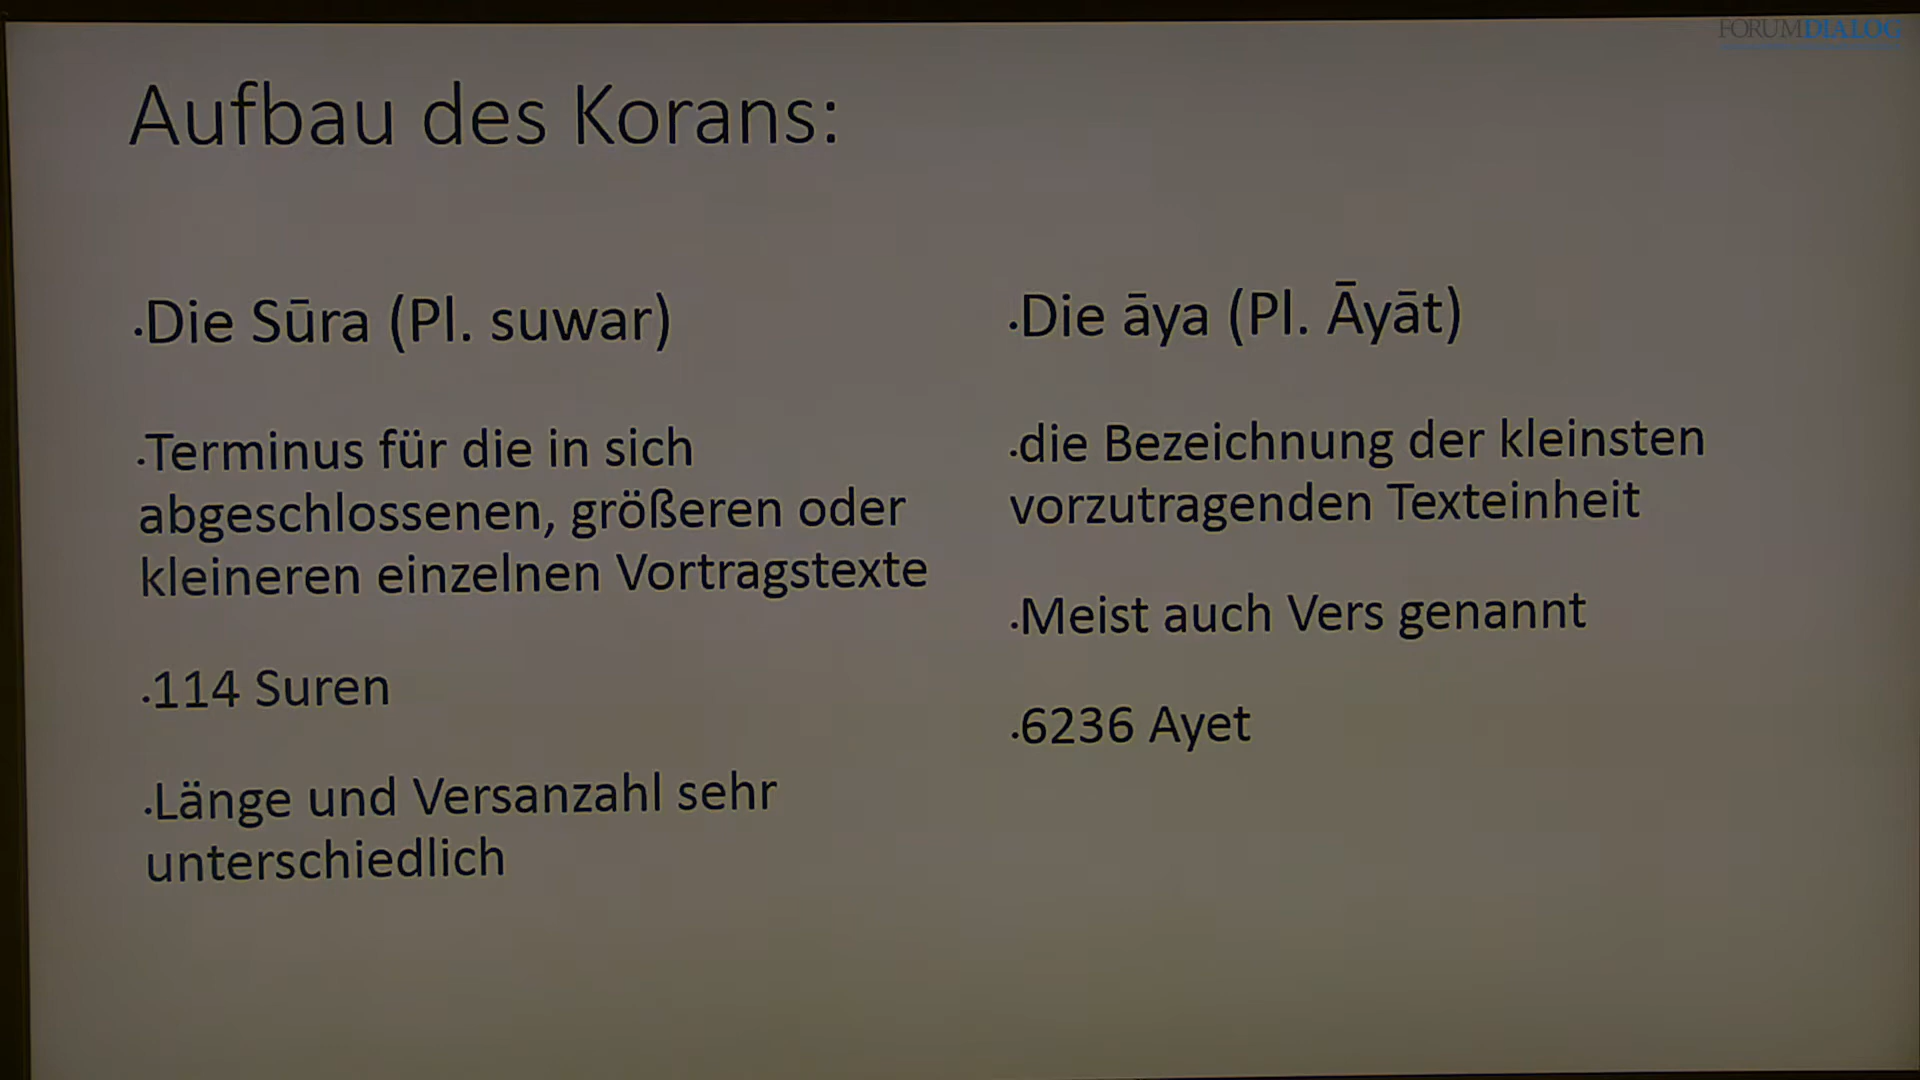 FORUMDIALOG
Aufbau des Korans:
.Die Sūra (Pl. suwar)
.Terminus für die in sich
abgeschlossenen, größeren oder
kleineren einzelnen Vortragstexte
.114 Suren
.Länge und Versanzahl sehr
unterschiedlich
.Die āya (Pl. Āyāt)
.die Bezeichnung der kleinsten
vorzutragenden Texteinheit
.Meist auch Vers genannt
.6236 Ayet